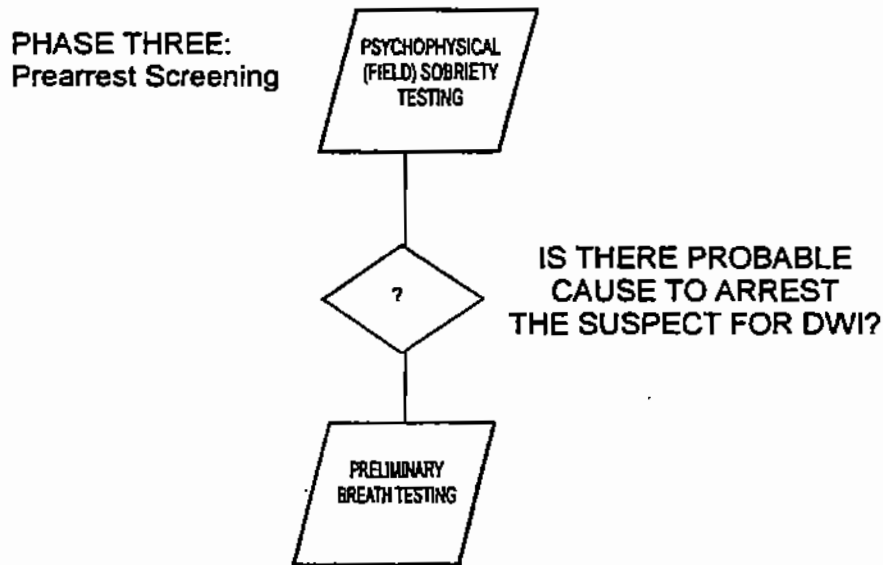 PHASE THREE:
Prearrest Screening
PSYCHOPHYSICAL
(FIELD) SOBRIETY
TESTING
?
IS THERE PROBABLE
CAUSE TO ARREST
THE SUSPECT FOR DWI?
PRELIMINARY
BREATH TESTING